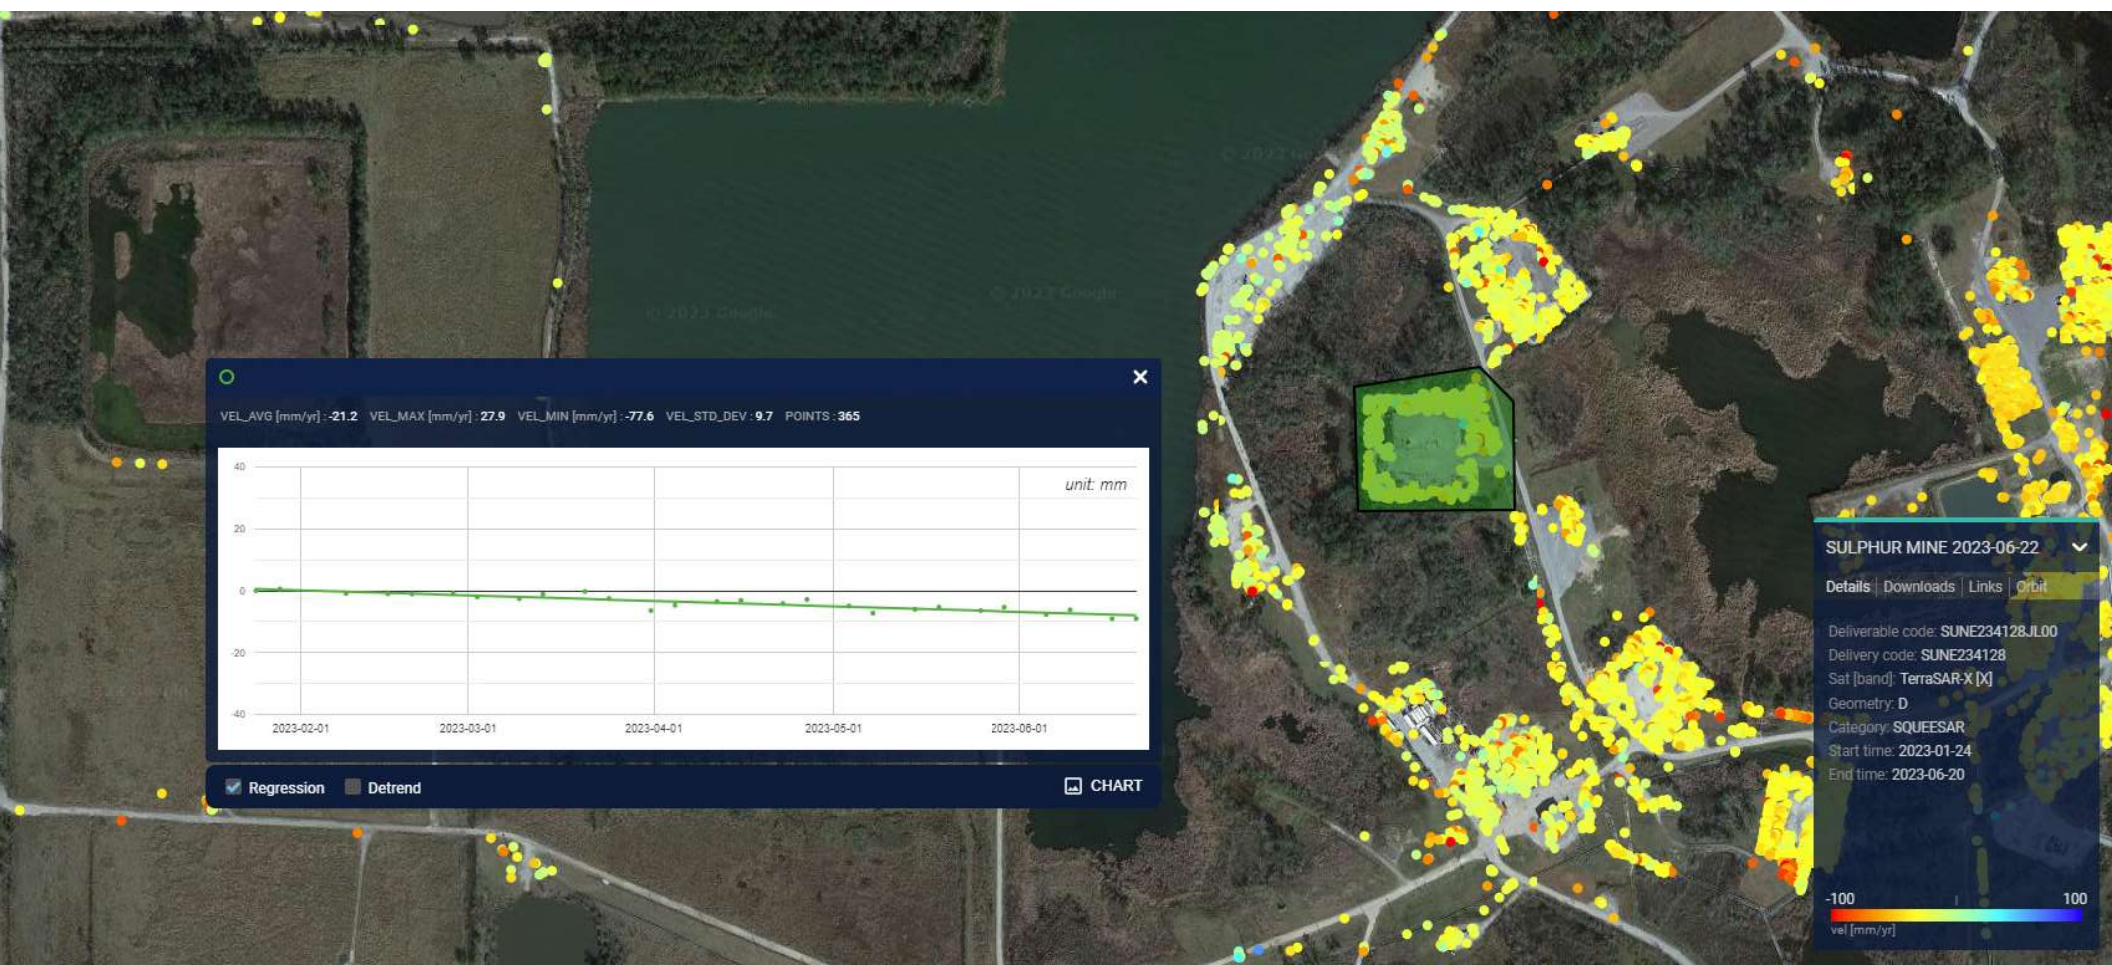 © 2023 Google
© 2023 Google
VEL_AVG [mm/yr] : -21.2 VEL_MAX [mm/yr] : 27.9 VEL_MIN [mm/yr] : -77.6 VEL_STD_DEV : 9.7 POINTS : 365
unit: mm
40
20
0
-20
-40
2023-02-01 2023-03-01 2023-04-01 2023-05-01 2023-06-01
Regression Detrend CHART
SULPHUR MINE 2023-06-22
Details | Downloads | Links | Orbit
Deliverable code: SUNE234128JL00
Delivery code: SUNE234128
Sat [band]: TerraSAR-X [X]
Geometry: D
Category: SQUEESAR
Start time: 2023-01-24
End time: 2023-06-20
-100 100
vel [mm/yr]